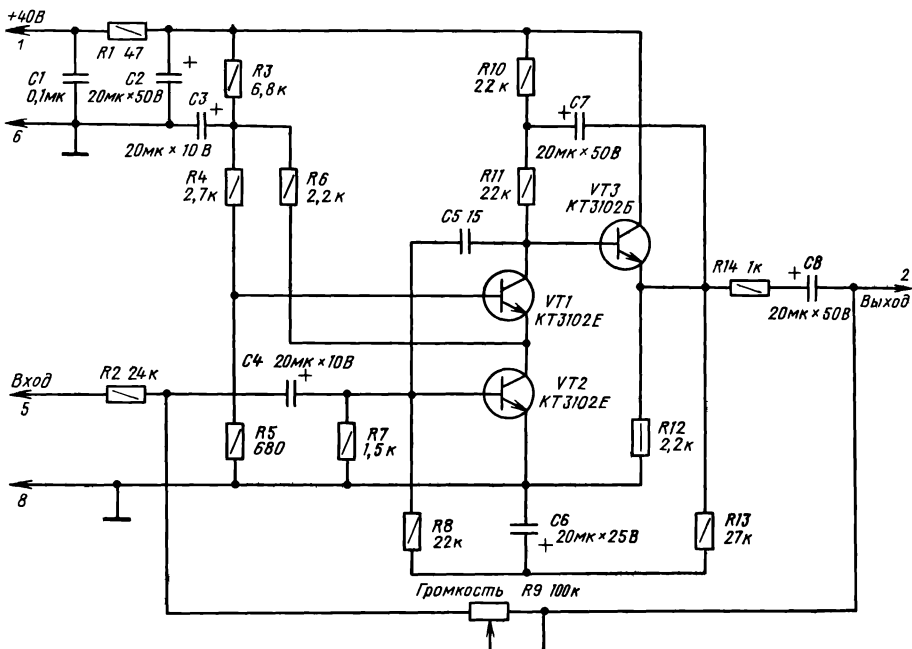 +40В
1
R1 47
C1
0,1мк
C2
20мк×50В
+
C3
+
20мк×10В
6
R3
6,8к
R4
2,7к
R6
2,2к
R10
22к
+
C7
20мк×50В
R11
22к
VT3
КТ3102Б
C5 15
VT1
КТ3102Е
R14 1к
+
C8
20мк×50В
2
Выход
C4 20мк×10В
+
Вход
5
R2 24к
VT2
КТ3102Е
R5
680
R7
1,5к
R12
2,2к
8
R8
22к
C6
20мк×25В
+
R13
27к
Громкость R9 100к